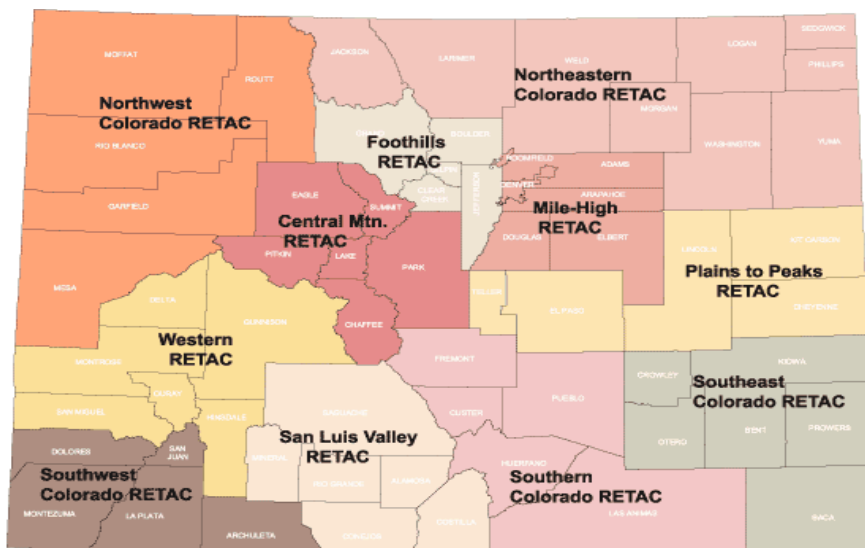 SEDGWICK
MOFFAT
ROUTT
JACKSON
LARIMER
WELD
LOGAN
PHILLIPS
Northeastern
Colorado RETAC
MORGAN
Northwest
Colorado RETAC
RIO BLANCO
GRAND
BOULDER
WASHINGTON
YUMA
Foothills
RETAC
ADAMS
DENVER
ARAPAHOE
CLEAR
CREEK
JEFFERSON
EAGLE
SUMMIT
GARFIELD
Mile-High
RETAC
Central Mtn.
RETAC
DOUGLAS
ELBERT
LINCOLN
KIT CARSON
PITKIN
LAKE
PARK
Plains to Peaks
RETAC
MESA
DELTA
GUNNISON
TELLER
EL PASO
CHEYENNE
CHAFFEE
Western
RETAC
MONTROSE
FREMONT
KIOWA
CROWLEY
Southeast
Colorado RETAC
OURAY
PUEBLO
SAN MIGUEL
HINSDALE
SAGUACHE
CUSTER
OTERO
BENT
PROWERS
San Luis Valley
RETAC
DOLORES
SAN
JUAN
MINERAL
HUERFANO
Southwest
Colorado RETAC
RIO GRANDE
ALAMOSA
Southern
Colorado RETAC
MONTEZUMA
LA PLATA
LAS ANIMAS
BACA
ARCHULETA
CONEJOS
COSTILLA